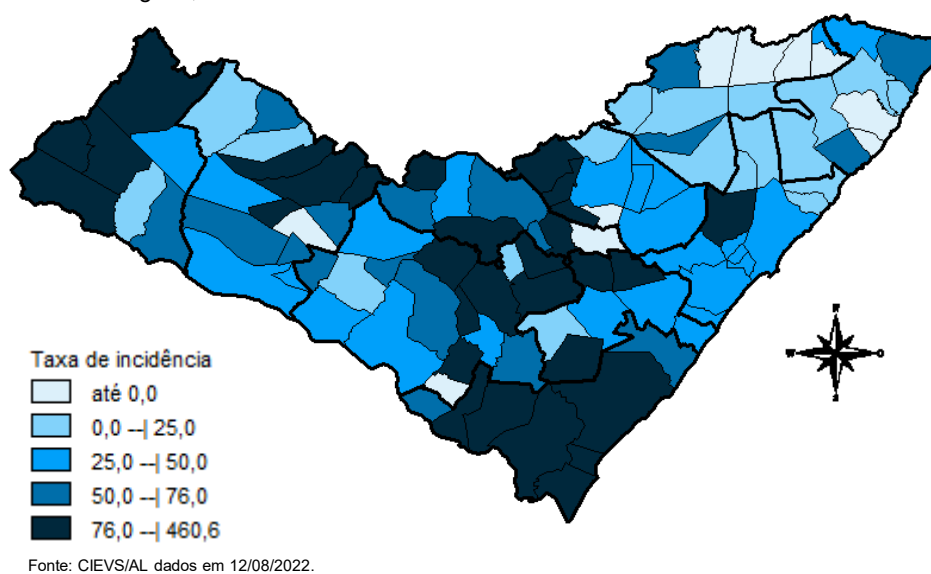 Taxa de incidência
até 0,0
0,0 --| 25,0
25,0 --| 50,0
50,0 --| 76,0
76,0 --| 460,6
Fonte: CIEVS/AL dados em 12/08/2022.